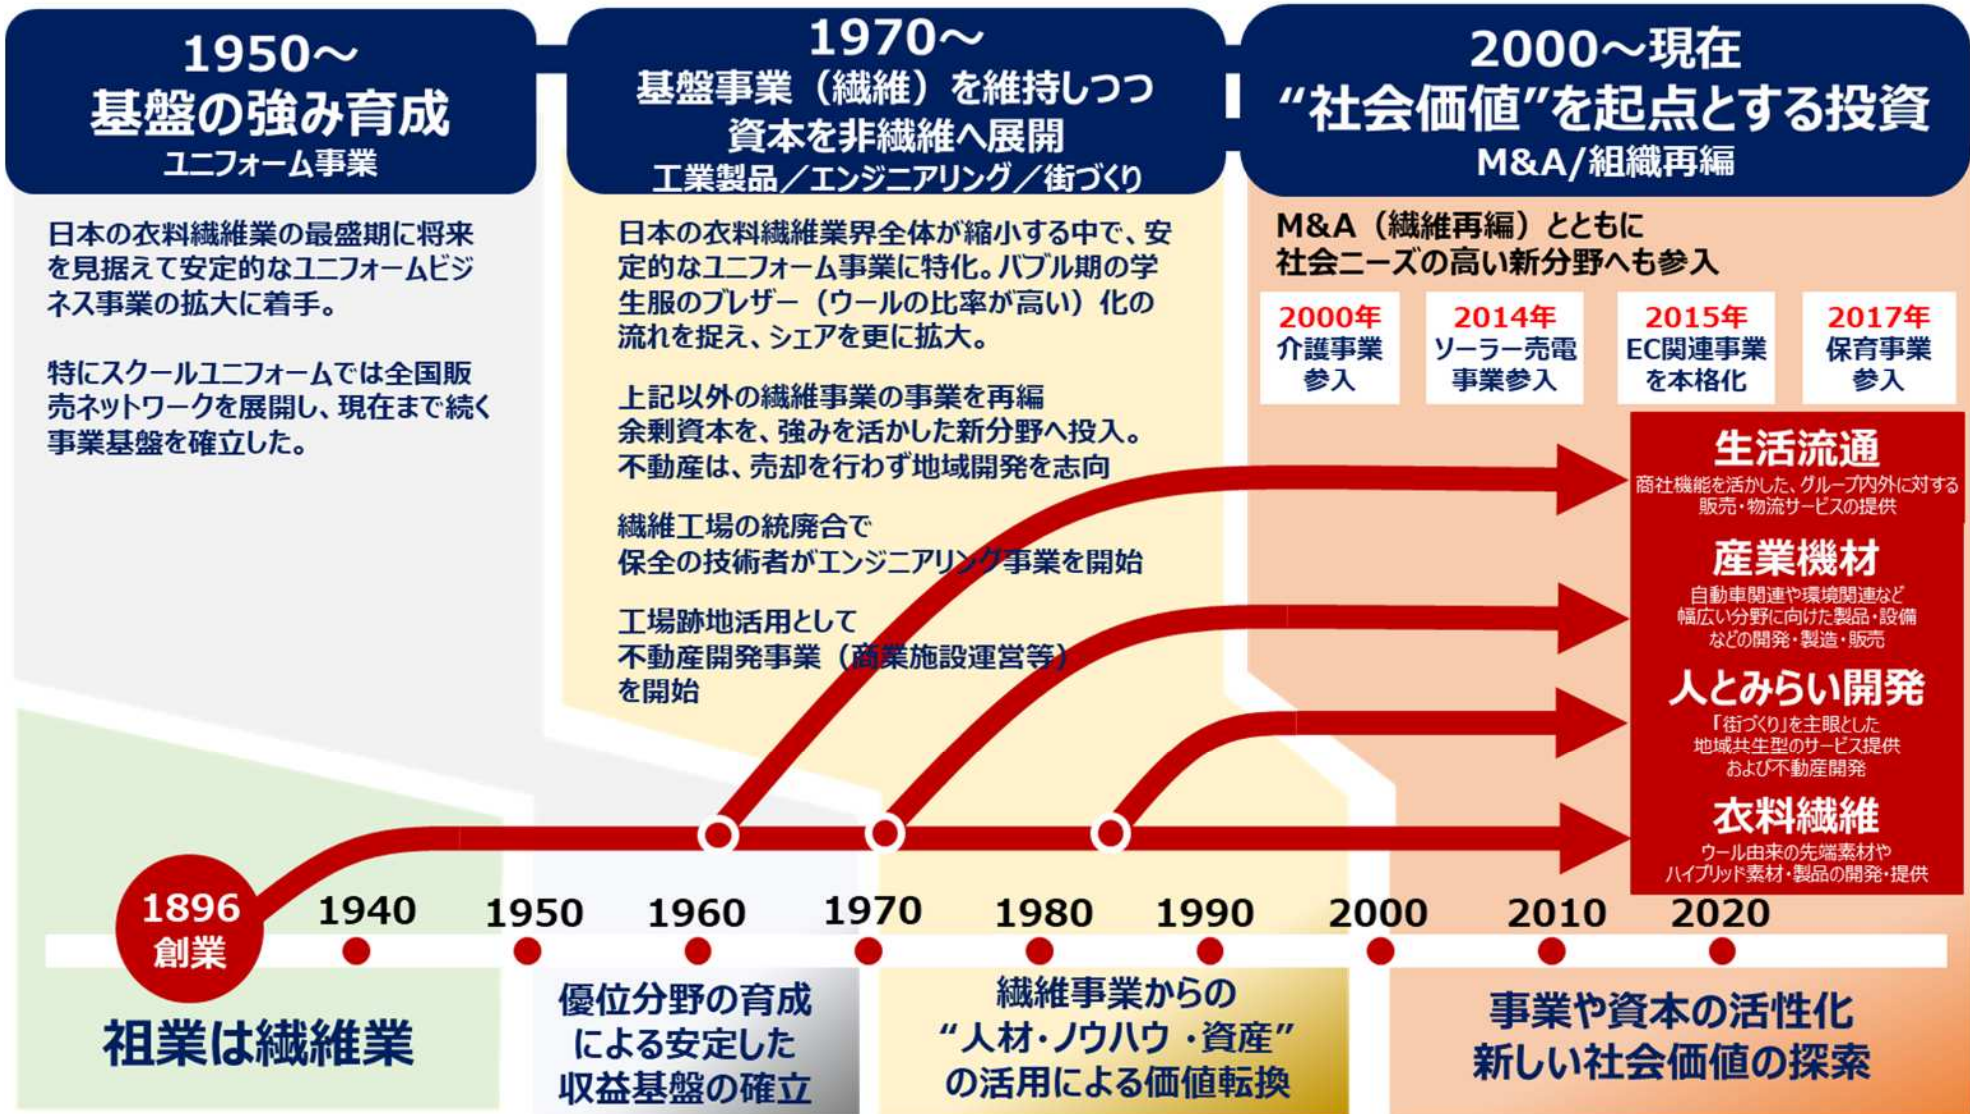 1950～
基盤の強み育成
ユニフォーム事業
1970～
基盤事業（繊維）を維持しつつ
資本を非繊維へ展開
工業製品／エンジニアリング／街づくり
2000～現在
“社会価値”を起点とする投資
M&A/組織再編
日本の衣料繊維業の最盛期に将来
を見据えて安定的なユニフォームビジ
ネス事業の拡大に着手。
特にスクールユニフォームでは全国販
売ネットワークを展開し、現在まで続く
事業基盤を確立した。
日本の衣料繊維業界全体が縮小する中で、安
定的なユニフォーム事業に特化。バブル期の学
生服のブレザー（ウールの比率が高い）化の
流れを捉え、シェアを更に拡大。
上記以外の繊維事業の事業を再編
余剰資本を、強みを活かした新分野へ投入。
不動産は、売却を行わず地域開発を志向
繊維工場の統廃合で
保全の技術者がエンジニアリング事業を開始
工場跡地活用として
不動産開発事業（商業施設運営等）
を開始
M&A（繊維再編）とともに
社会ニーズの高い新分野へも参入
2000年
介護事業
参入
2014年
ソーラー売電
事業参入
2015年
EC関連事業
を本格化
2017年
保育事業
参入
生活流通
商社機能を活かした、グループ内外に対する
販売・物流サービスの提供
産業機材
自動車関連や環境関連など
幅広い分野に向けた製品・設備
などの開発・製造・販売
人とみらい開発
「街づくり」を主眼とした
地域共生型のサービス提供
および不動産開発
衣料繊維
ウール由来の先端素材や
ハイブリッド素材・製品の開発・提供
1896
創業
1940
1950
1960
1970
1980
1990
2000
2010
2020
祖業は繊維業
優位分野の育成
による安定した
収益基盤の確立
繊維事業からの
“人材・ノウハウ・資産”
の活用による価値転換
事業や資本の活性化
新しい社会価値の探索